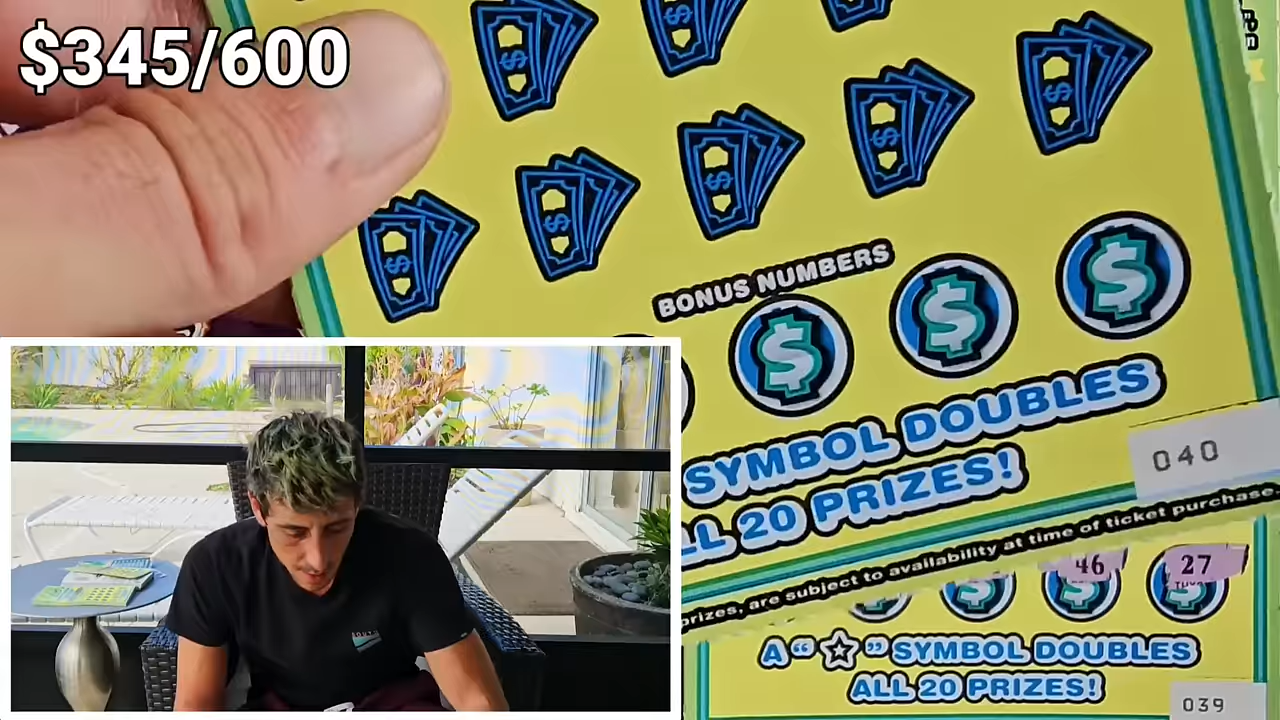 $345/600
BONUS NUMBERS
SYMBOL DOUBLES
ALL 20 PRIZES!
040
prizes, are subject to availability at time of ticket purchase.
46 27
A "☆" SYMBOL DOUBLES
ALL 20 PRIZES!
039